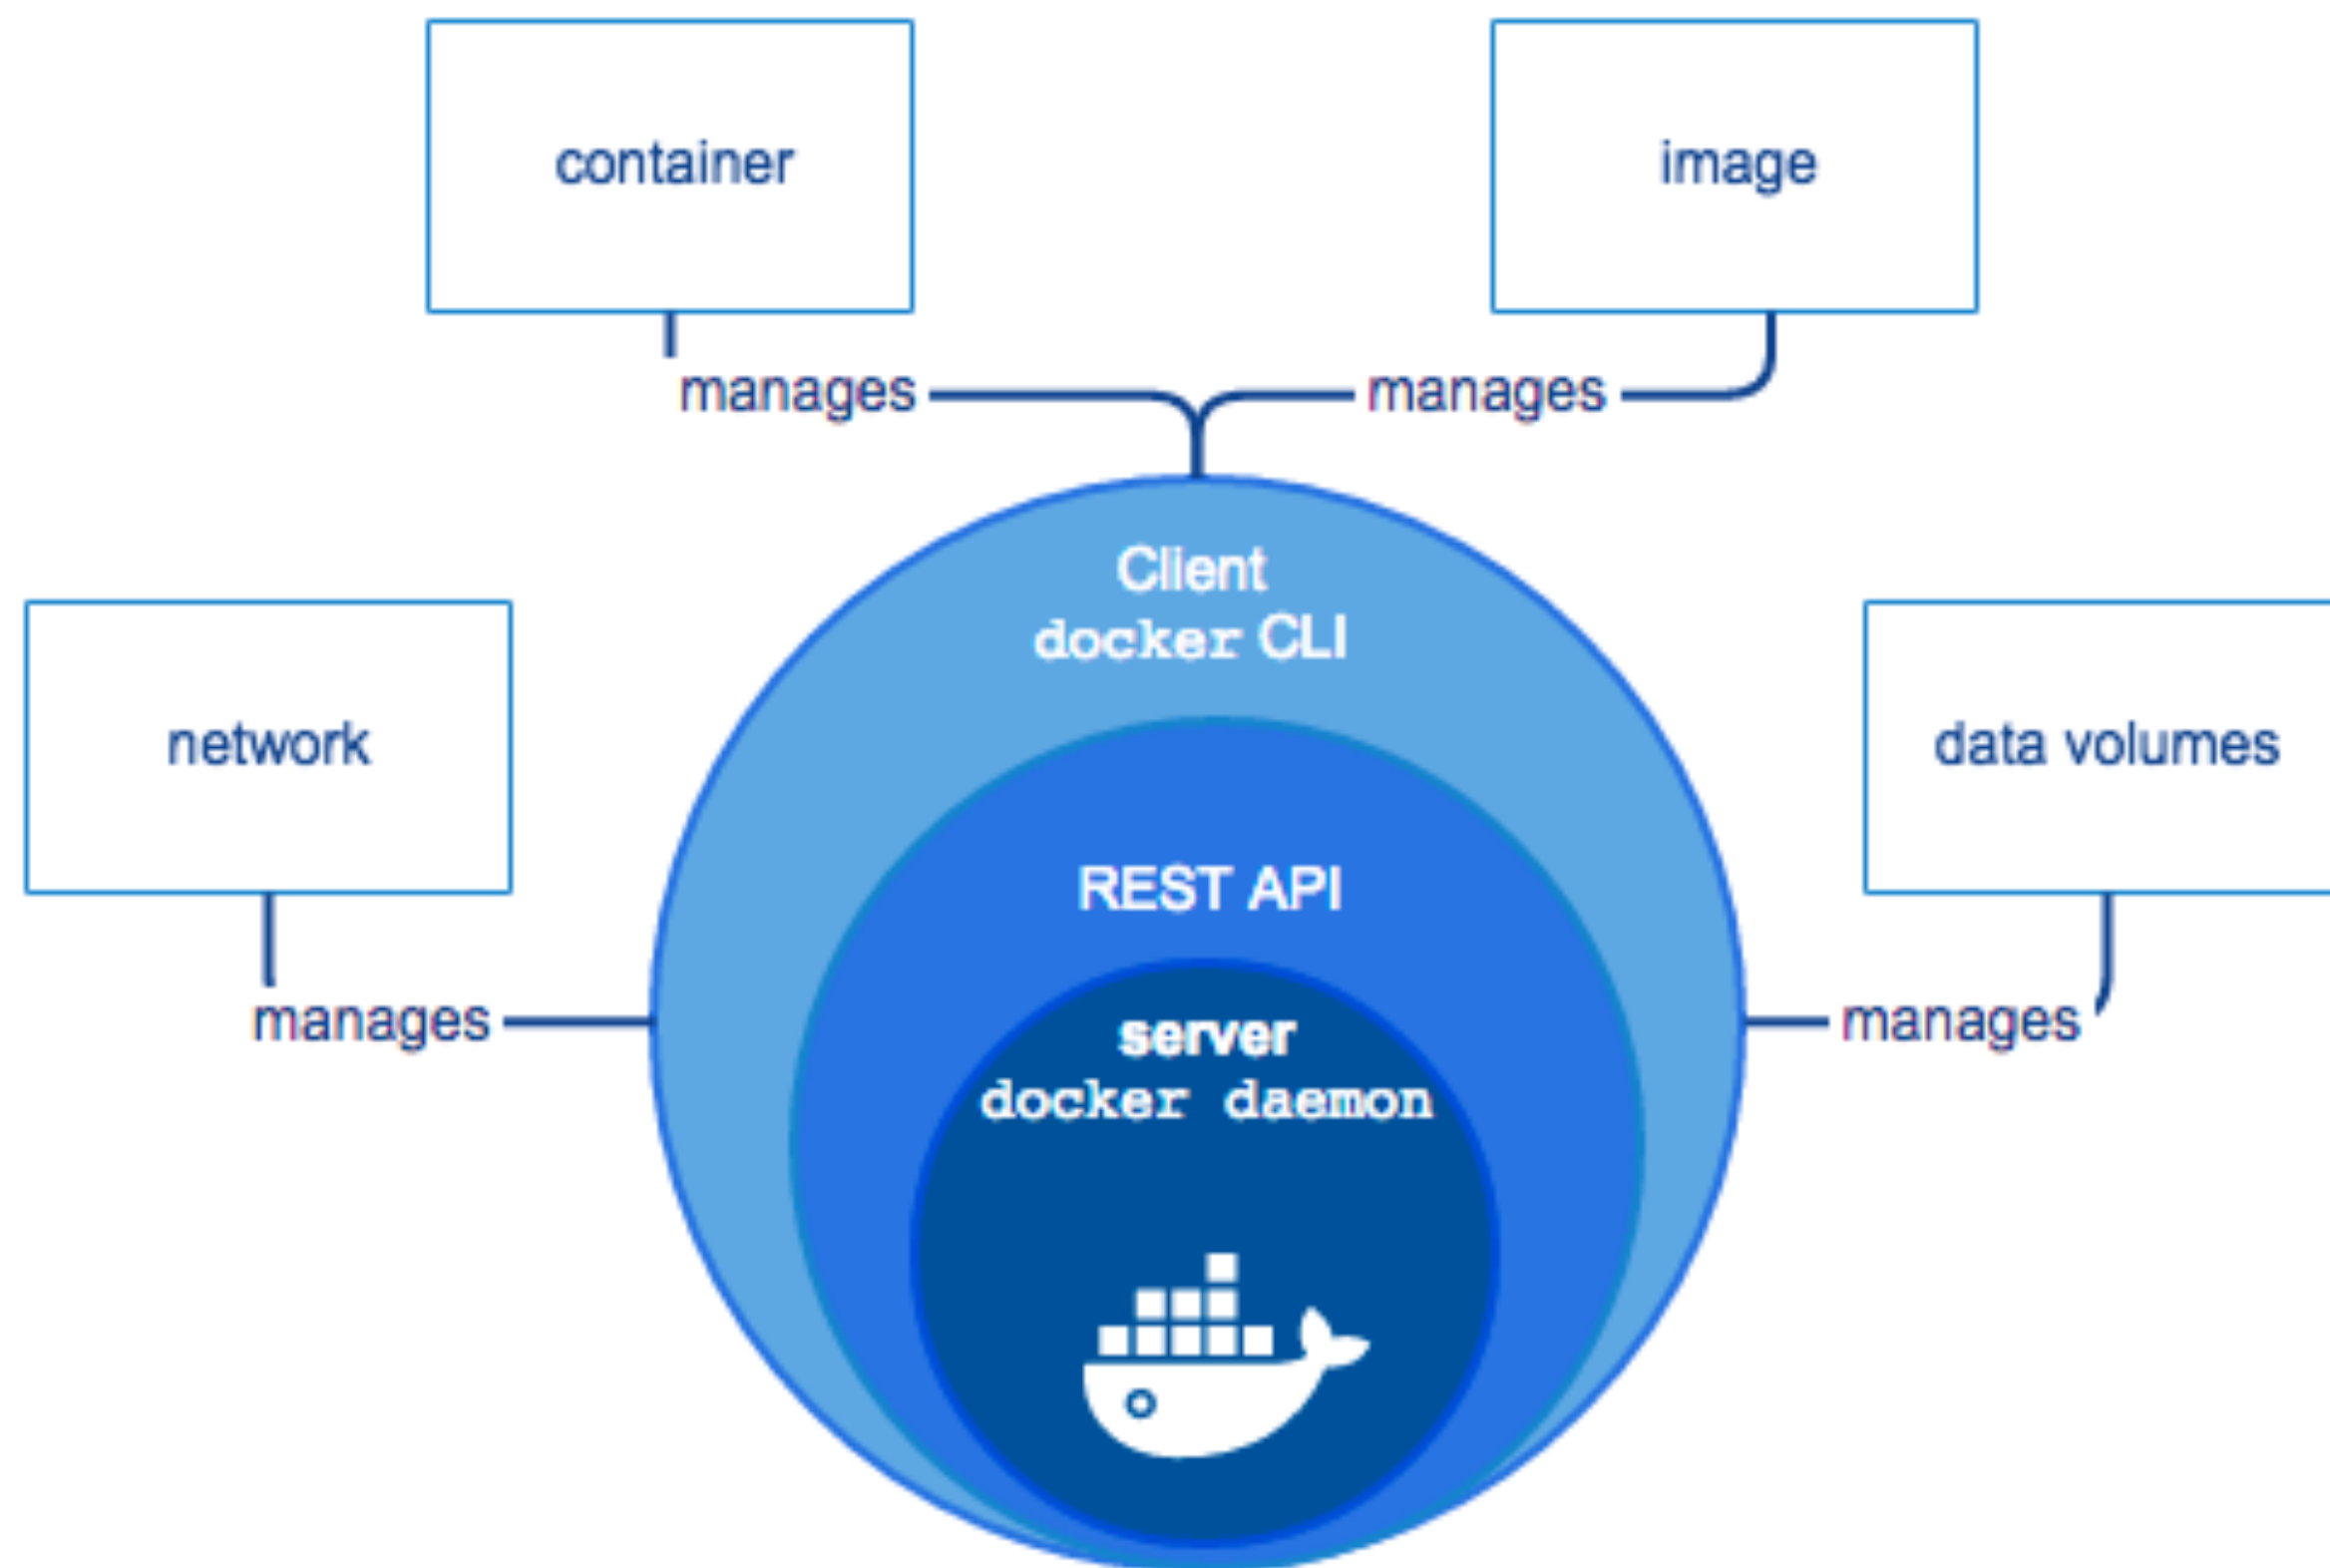 container
image
manages
manages
Client
docker CLI
network
data volumes
REST API
manages
manages
server
docker daemon